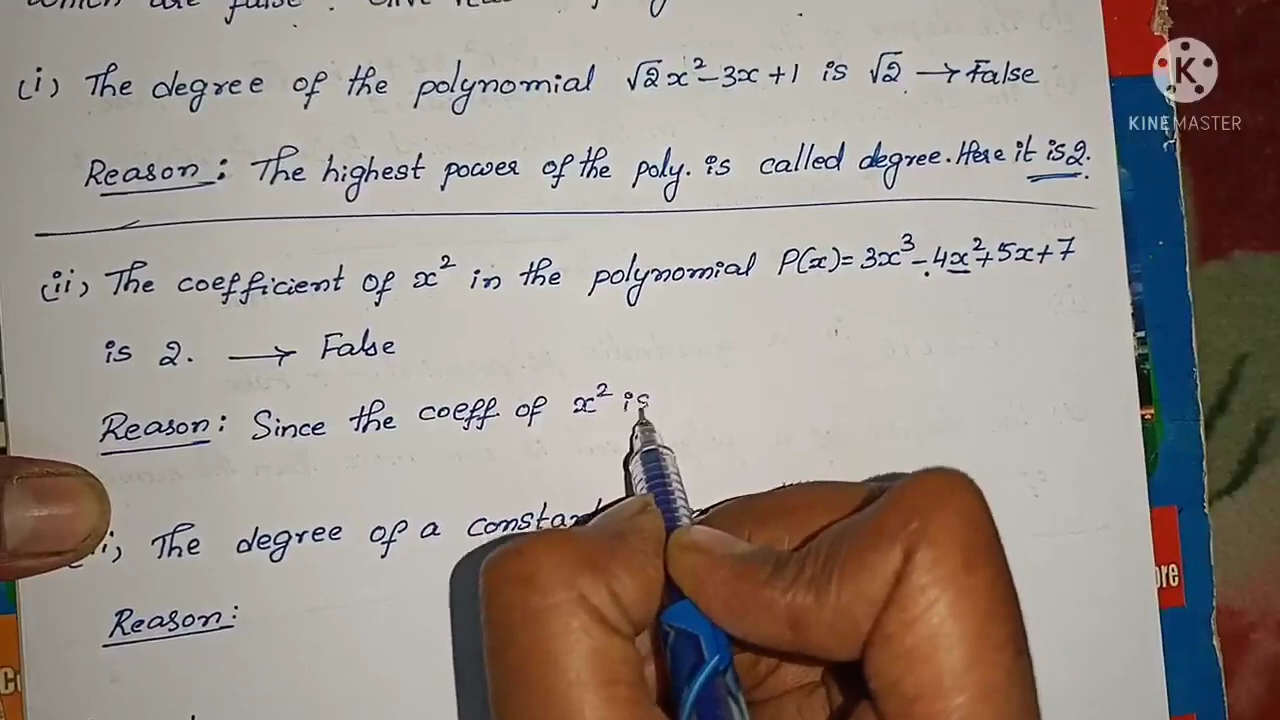 (i) The degree of the polynomial √2x²-3x+1 is √2 → False
Reason: The highest power of the poly. is called degree. Here it is 2.
(ii) The coefficient of x² in the polynomial P(x)= 3x³-4x²+5x+7
is 2. → False
Reason: Since the coeff of x² is
The degree of a constant
Reason:
K
KINEMASTER